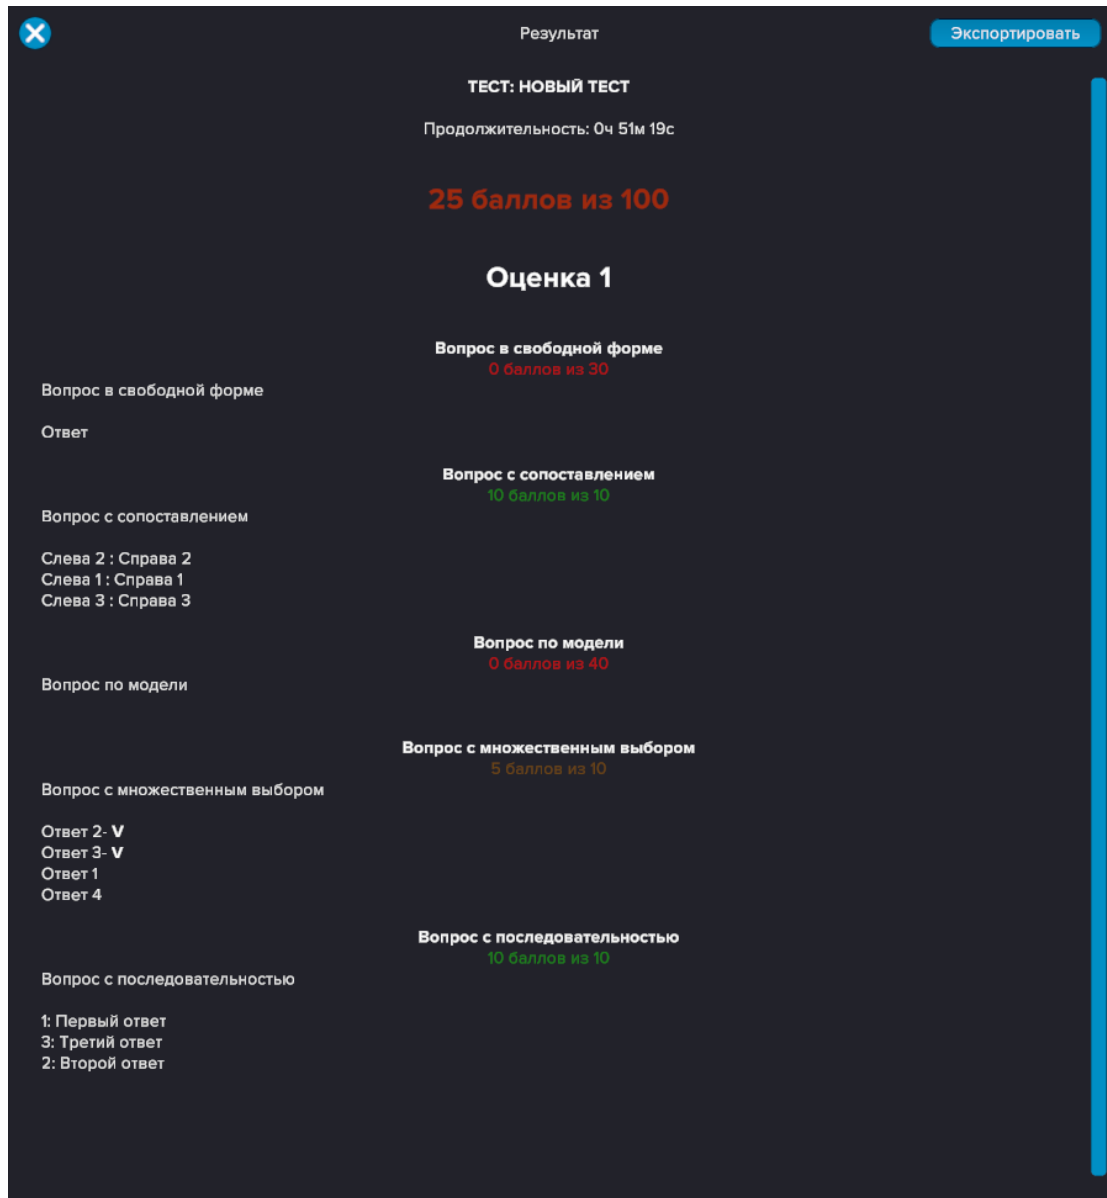 Результат
Экспортировать
ТЕСТ: НОВЫЙ ТЕСТ
Продолжительность: 0ч 51м 19с
25 баллов из 100
Оценка 1
Вопрос в свободной форме
0 баллов из 30
Вопрос в свободной форме
Ответ
Вопрос с сопоставлением
10 баллов из 10
Вопрос с сопоставлением
Слева 2 : Справа 2
Слева 1 : Справа 1
Слева 3 : Справа 3
Вопрос по модели
0 баллов из 40
Вопрос по модели
Вопрос с множественным выбором
5 баллов из 10
Вопрос с множественным выбором
Ответ 2- V
Ответ 3- V
Ответ 1
Ответ 4
Вопрос с последовательностью
10 баллов из 10
Вопрос с последовательностью
1: Первый ответ
3: Третий ответ
2: Второй ответ